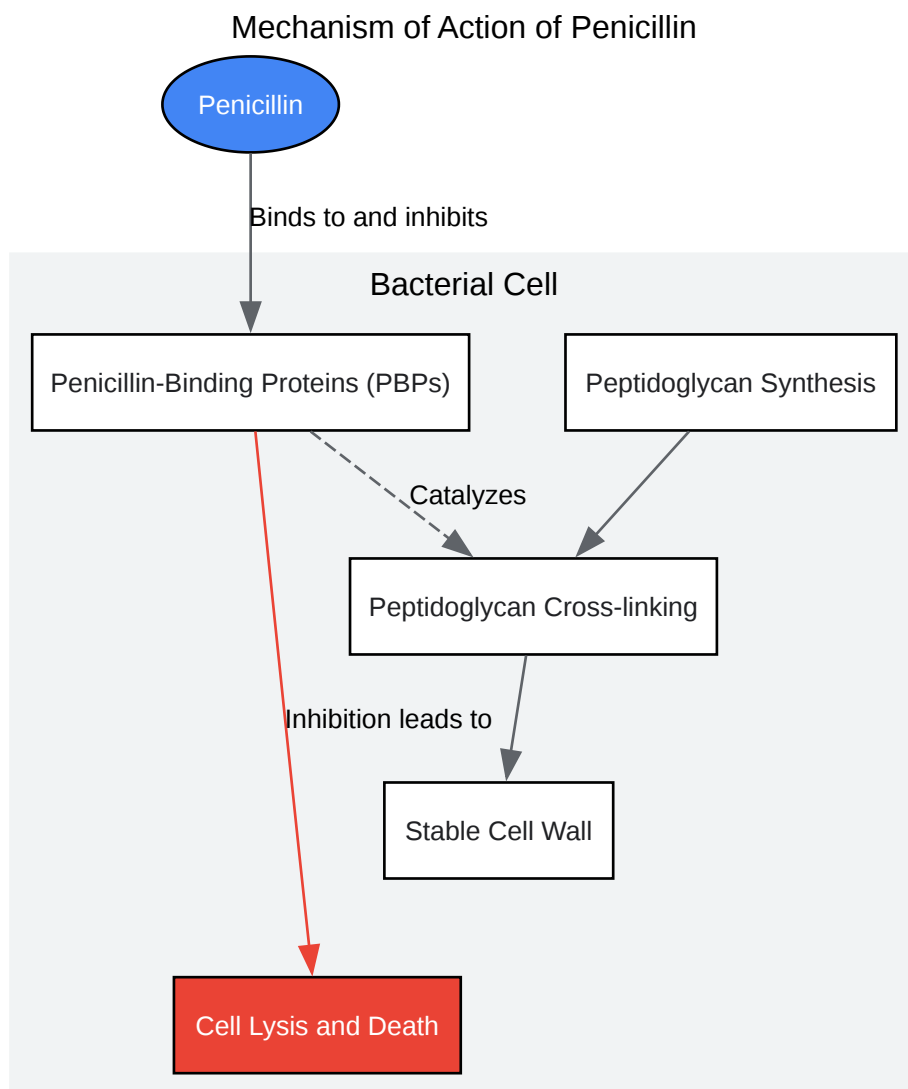 Mechanism of Action of Penicillin
Penicillin
Binds to and inhibits
Bacterial Cell
Penicillin-Binding Proteins (PBPs)
Peptidoglycan Synthesis
Catalyzes
Peptidoglycan Cross-linking
Inhibition leads to
Stable Cell Wall
Cell Lysis and Death